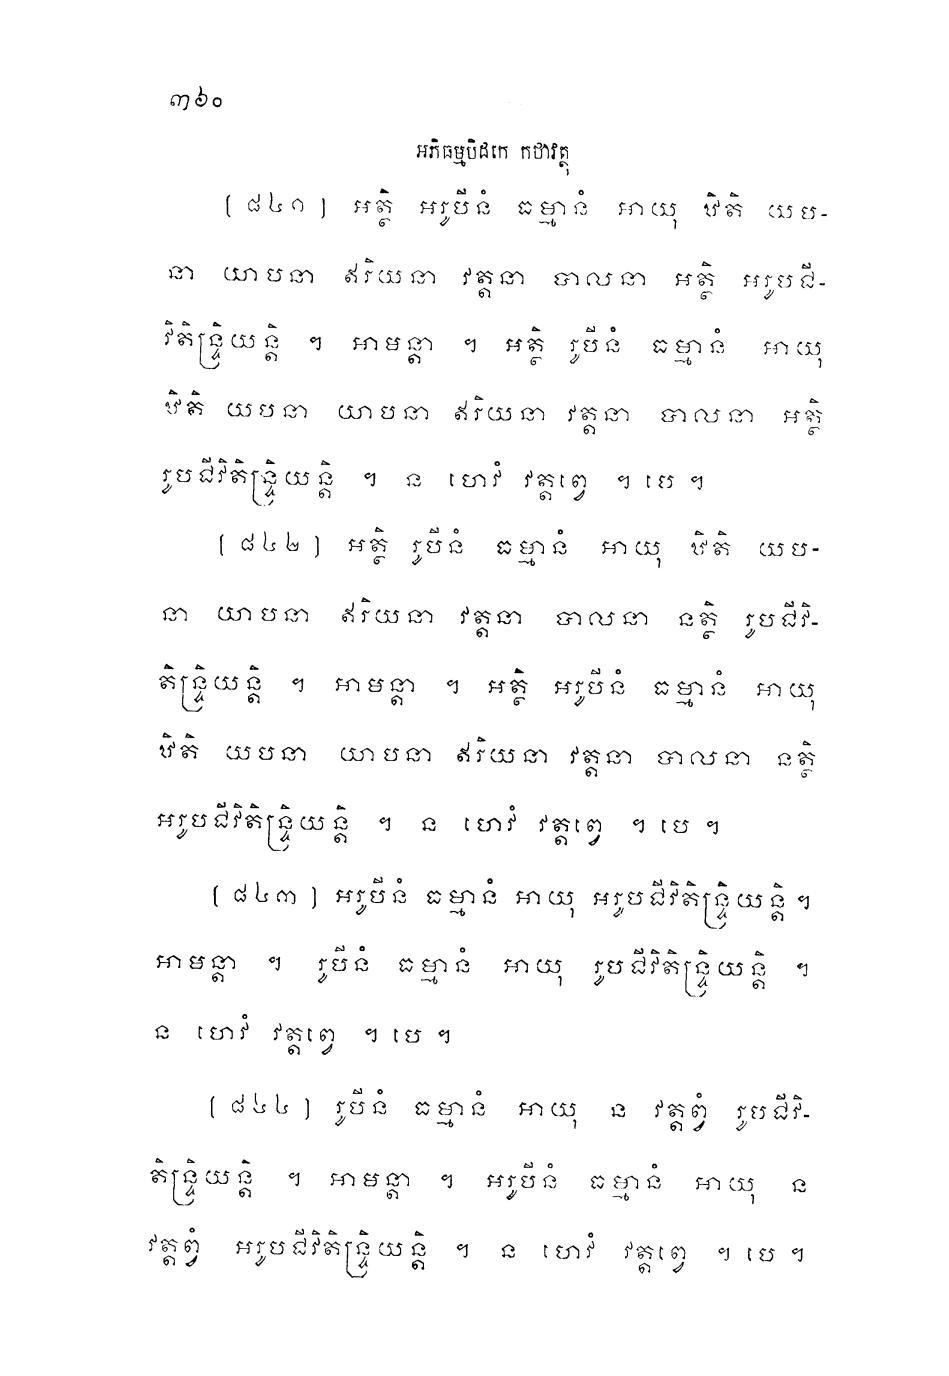 ៣៦០
អភិធម្មបិដកេ កថាវត្ថុ
[ ៨៤១ ] អត្ថិ អរូបីនំ ធម្មានំ អាយុ ឋិតិ យប-
នា យាបនា ឥរិយនា វត្តនា បាលនា អត្ថិ អរូបជី-
វិតិន្ទ្រិយន្តិ ។ អាមន្តា ។ អត្ថិ រូបីនំ ធម្មានំ អាយុ
ឋិតិ យបនា យាបនា ឥរិយនា វត្តនា បាលនា អត្ថិ
រូបជីវិតិន្ទ្រិយន្តិ ។ ន ហេវំ វត្តព្វេ ។ បេ ។
[ ៨៤២ ] អត្ថិ រូបីនំ ធម្មានំ អាយុ ឋិតិ យប-
នា យាបនា ឥរិយនា វត្តនា បាលនា នត្ថិ រូបជីវិ-
តិន្ទ្រិយន្តិ ។ អាមន្តា ។ អត្ថិ អរូបីនំ ធម្មានំ អាយុ
ឋិតិ យបនា យាបនា ឥរិយនា វត្តនា បាលនា នត្ថិ
អរូបជីវិតិន្ទ្រិយន្តិ ។ ន ហេវំ វត្តព្វេ ។ បេ ។
[ ៨៤៣ ] អរូបីនំ ធម្មានំ អាយុ អរូបជីវិតិន្ទ្រិយន្តិ ។
អាមន្តា ។ រូបីនំ ធម្មានំ អាយុ រូបជីវិតិន្ទ្រិយន្តិ ។
ន ហេវំ វត្តព្វេ ។ បេ ។
[ ៨៤៤ ] រូបីនំ ធម្មានំ អាយុ ន វត្តព្វំ រូបជីវិ-
តិន្ទ្រិយន្តិ ។ អាមន្តា ។ អរូបីនំ ធម្មានំ អាយុ ន
វត្តព្វំ អរូបជីវិតិន្ទ្រិយន្តិ ។ ន ហេវំ វត្តព្វេ ។ បេ ។